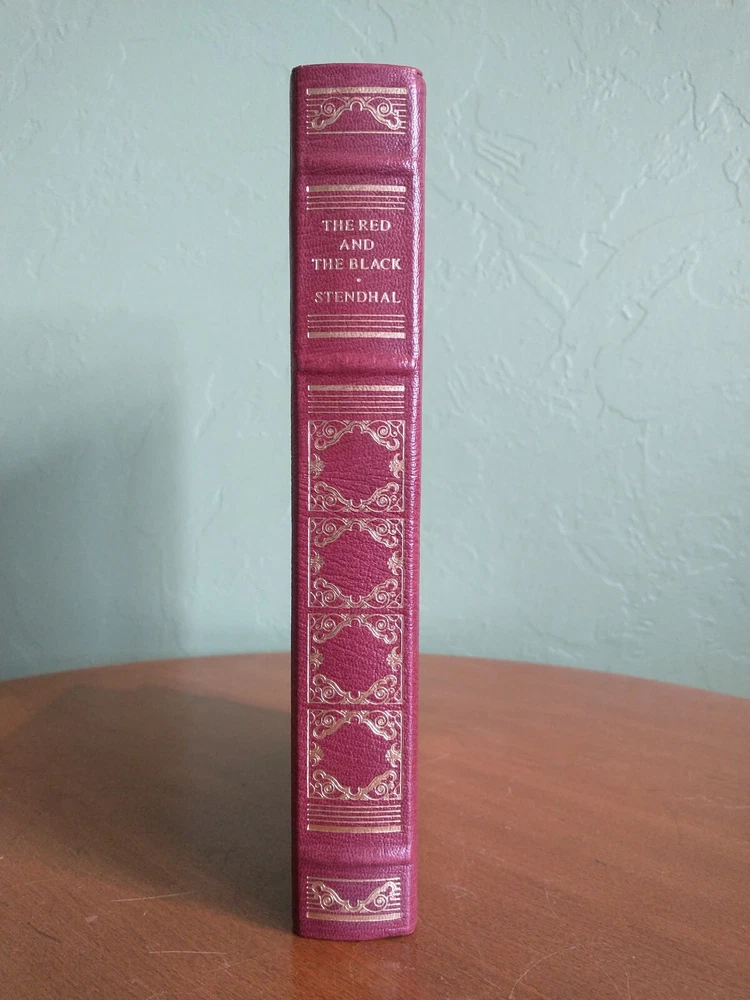 THE RED
AND
THE BLACK
•
STENDHAL